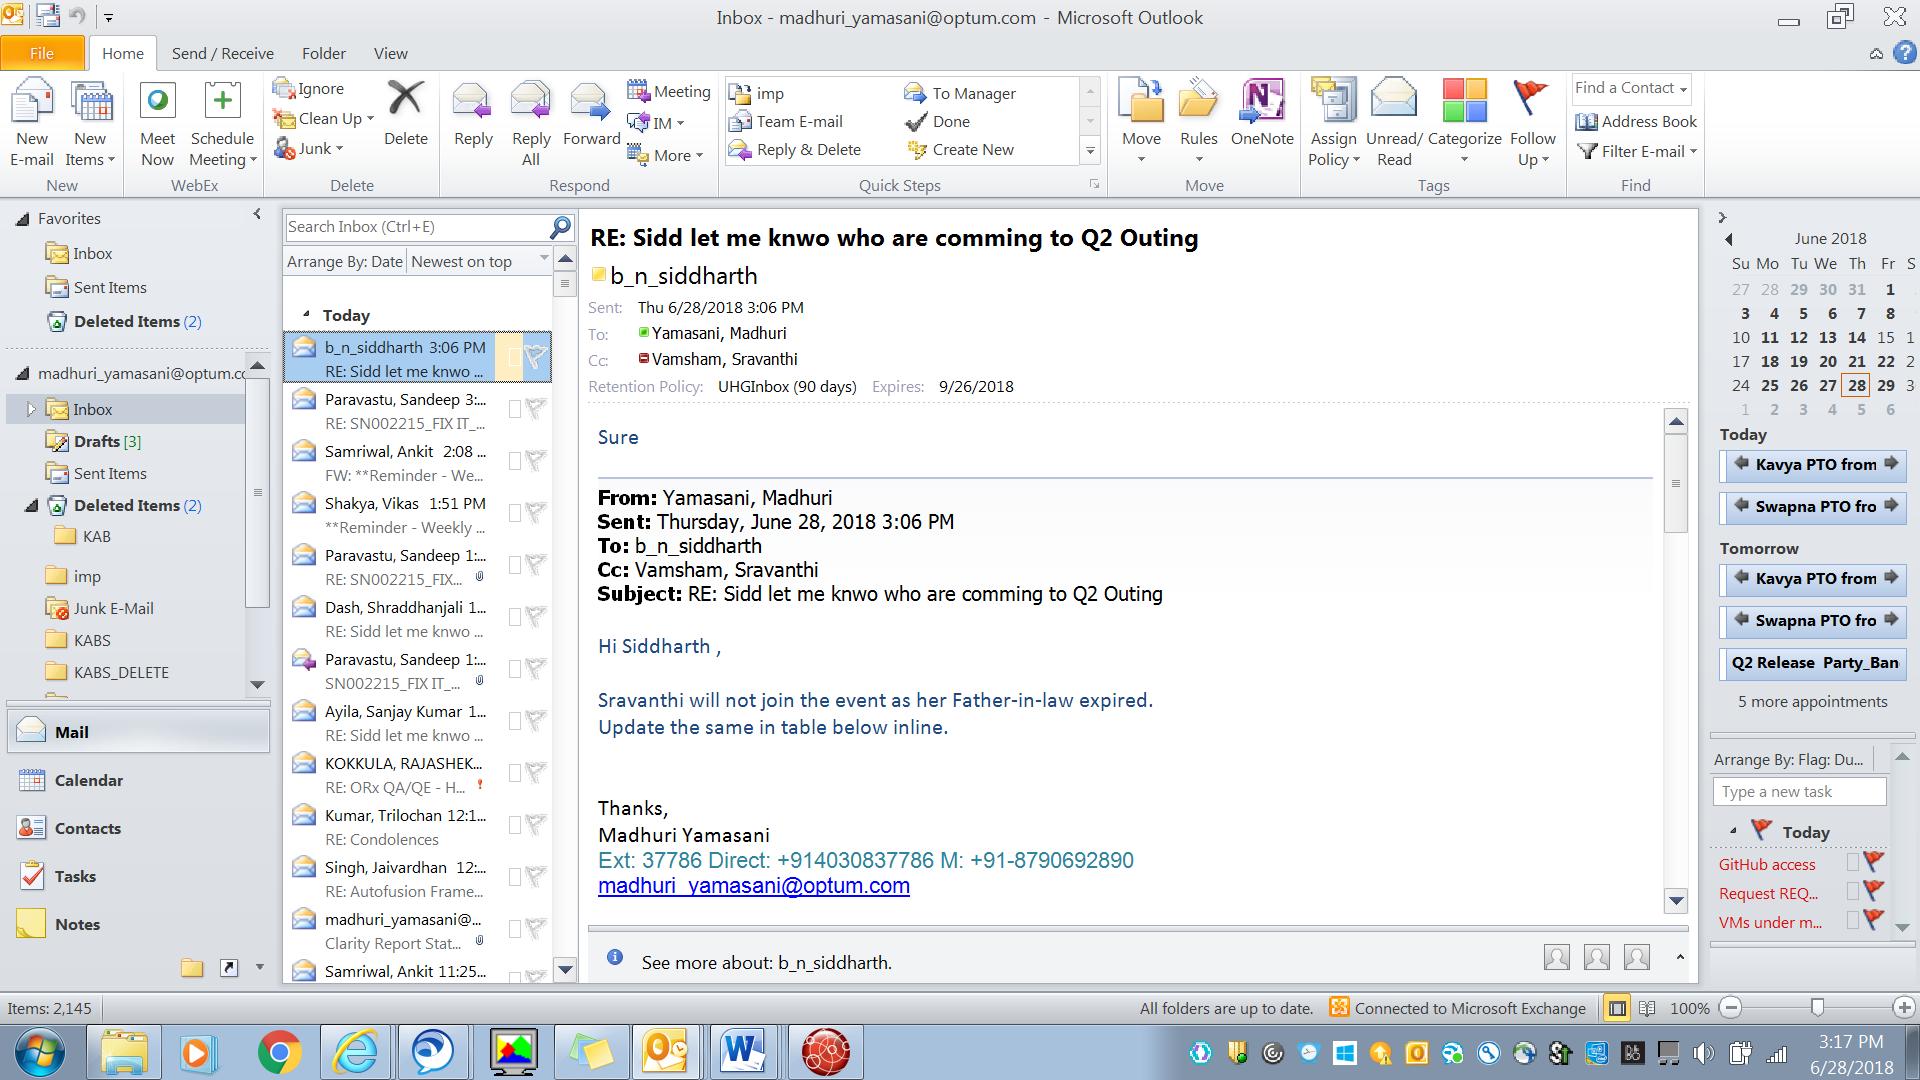 Inbox - madhuri_yamasani@optum.com - Microsoft Outlook
File Home Send / Receive Folder View
New E-mail
New Items
New
Meet Now
Schedule Meeting
WebEx
Ignore
Clean Up
Junk
Delete
Delete
Reply
Reply All
Forward
Meeting
IM
More
Respond
imp
Team E-mail
Reply & Delete
To Manager
Done
Create New
Quick Steps
Move
Rules
OneNote
Move
Assign Policy
Unread/ Read
Categorize
Follow Up
Tags
Find a Contact
Address Book
Filter E-mail
Find
Favorites
Inbox
Sent Items
Deleted Items (2)
madhuri_yamasani@optum.co
Inbox
Drafts [3]
Sent Items
Deleted Items (2)
KAB
imp
Junk E-Mail
KABS
KABS_DELETE
Mail
Calendar
Contacts
Tasks
Notes
Search Inbox (Ctrl+E)
Arrange By: Date Newest on top
Today
b_n_siddharth 3:06 PM
RE: Sidd let me knwo ...
Paravastu, Sandeep 3:...
RE: SN002215_FIX IT_...
Samriwal, Ankit 2:08 ...
FW: **Reminder - We...
Shakya, Vikas 1:51 PM
**Reminder - Weekly ...
Paravastu, Sandeep 1:...
RE: SN002215_FIX...
Dash, Shraddhanjali 1...
RE: Sidd let me knwo ...
Paravastu, Sandeep 1:...
SN002215_FIX IT_...
Ayila, Sanjay Kumar 1...
RE: Sidd let me knwo ...
KOKKULA, RAJASHEK...
RE: ORx QA/QE - H...
Kumar, Trilochan 12:1...
RE: Condolences
Singh, Jaivardhan 12:...
RE: Autofusion Frame...
madhuri_yamasani@...
Clarity Report Stat...
Samriwal, Ankit 11:25...
RE: Sidd let me knwo who are comming to Q2 Outing
b_n_siddharth
Sent: Thu 6/28/2018 3:06 PM
To: Yamasani, Madhuri
Cc: Vamsham, Sravanthi
Retention Policy: UHGInbox (90 days) Expires: 9/26/2018
Sure
From: Yamasani, Madhuri
Sent: Thursday, June 28, 2018 3:06 PM
To: b_n_siddharth
Cc: Vamsham, Sravanthi
Subject: RE: Sidd let me knwo who are comming to Q2 Outing
Hi Siddharth ,
Sravanthi will not join the event as her Father-in-law expired.
Update the same in table below inline.
Thanks,
Madhuri Yamasani
Ext: 37786 Direct: +914030837786 M: +91-8790692890
madhuri_yamasani@optum.com
See more about: b_n_siddharth.
June 2018
Su Mo Tu We Th Fr S
27 28 29 30 31 1
3 4 5 6 7 8
10 11 12 13 14 15 1
17 18 19 20 21 22 2
24 25 26 27 28 29 3
1 2 3 4 5 6
Today
Kavya PTO from
Swapna PTO fro
Tomorrow
Kavya PTO from
Swapna PTO fro
Q2 Release Party_Ban
5 more appointments
Arrange By: Flag: Du...
Type a new task
Today
GitHub access
Request REQ...
VMs under m...
Items: 2,145
All folders are up to date. Connected to Microsoft Exchange 100%
3:17 PM
6/28/2018